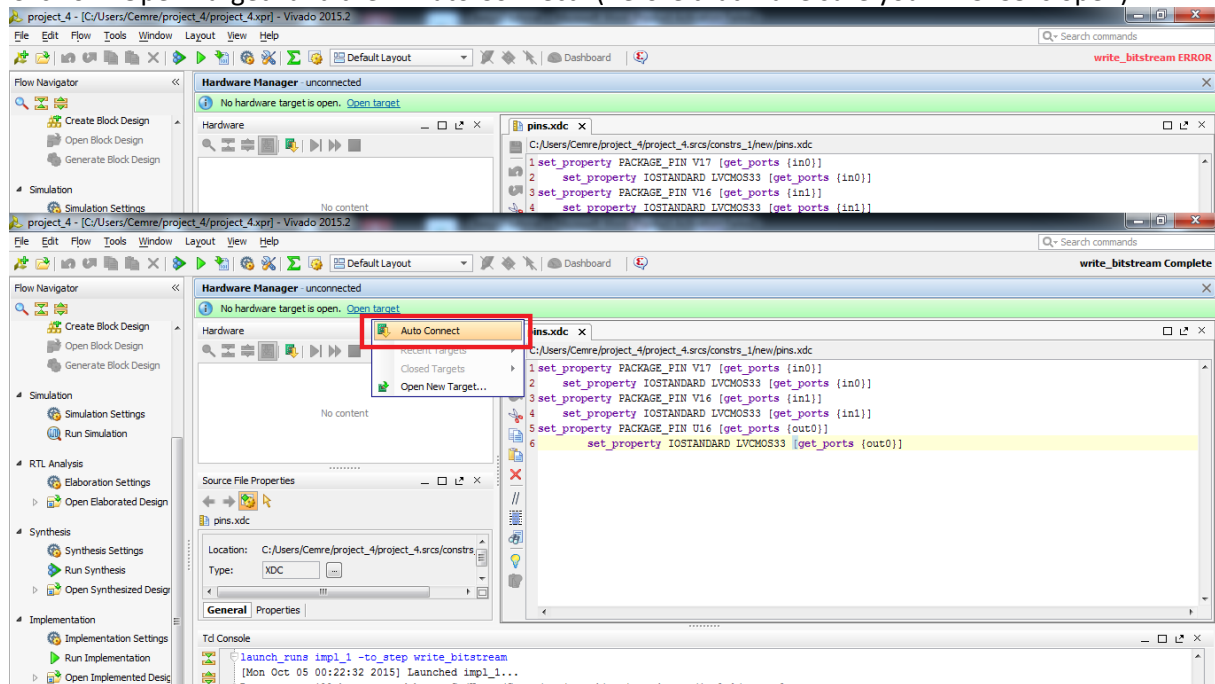 project_4 - [C:/Users/Cemre/project_4/project_4.xpr] - Vivado 2015.2
File Edit Flow Tools Window Layout View Help
Search commands
Default Layout
Dashboard
write_bitstream ERROR
Flow Navigator
Hardware Manager - unconnected
No hardware target is open. Open target
Create Block Design
Open Block Design
Generate Block Design
Simulation
Simulation Settings
Hardware
No content
pins.xdc
C:/Users/Cemre/project_4/project_4.srcs/constrs_1/new/pins.xdc
1 set_property PACKAGE_PIN V17 [get_ports {in0}]
2 set_property IOSTANDARD LVCMOS33 [get_ports {in0}]
3 set_property PACKAGE_PIN V16 [get_ports {in1}]
4 set_property IOSTANDARD LVCMOS33 [get_ports {in1}]
project_4 - [C:/Users/Cemre/project_4/project_4.xpr] - Vivado 2015.2
File Edit Flow Tools Window Layout View Help
Search commands
Default Layout
Dashboard
write_bitstream Complete
Flow Navigator
Hardware Manager - unconnected
No hardware target is open. Open target
Create Block Design
Open Block Design
Generate Block Design
Simulation
Simulation Settings
Run Simulation
RTL Analysis
Elaboration Settings
Open Elaborated Design
Synthesis
Synthesis Settings
Run Synthesis
Open Synthesized Desigr
Implementation
Implementation Settings
Run Implementation
Open Implemented Desig
Hardware
Auto Connect
Recent Targets
Closed Targets
Open New Target...
No content
Source File Properties
pins.xdc
Location: C:/Users/Cemre/project_4/project_4.srcs/constrs
Type: XDC
General Properties
pins.xdc
C:/Users/Cemre/project_4/project_4.srcs/constrs_1/new/pins.xdc
1 set_property PACKAGE_PIN V17 [get_ports {in0}]
2 set_property IOSTANDARD LVCMOS33 [get_ports {in0}]
3 set_property PACKAGE_PIN V16 [get_ports {in1}]
4 set_property IOSTANDARD LVCMOS33 [get_ports {in1}]
5 set_property PACKAGE_PIN U16 [get_ports {out0}]
6 set_property IOSTANDARD LVCMOS33 [get_ports {out0}]
Tcl Console
launch_runs impl_1 -to_step write_bitstream
[Mon Oct 05 00:22:32 2015] Launched impl_1...